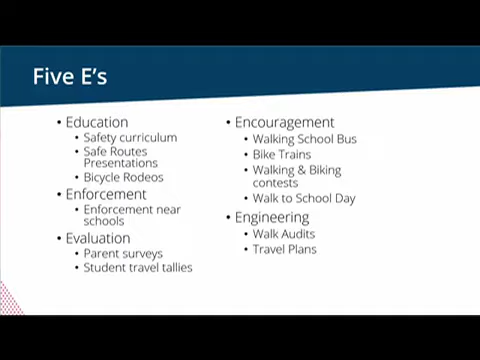 Five E's
• Education
• Safety curriculum
• Safe Routes
Presentations
• Bicycle Rodeos
• Enforcement
• Enforcement near
schools
• Evaluation
• Parent surveys
• Student travel tallies
• Encouragement
• Walking School Bus
• Bike Trains
• Walking & Biking
contests
• Walk to School Day
• Engineering
• Walk Audits
• Travel Plans